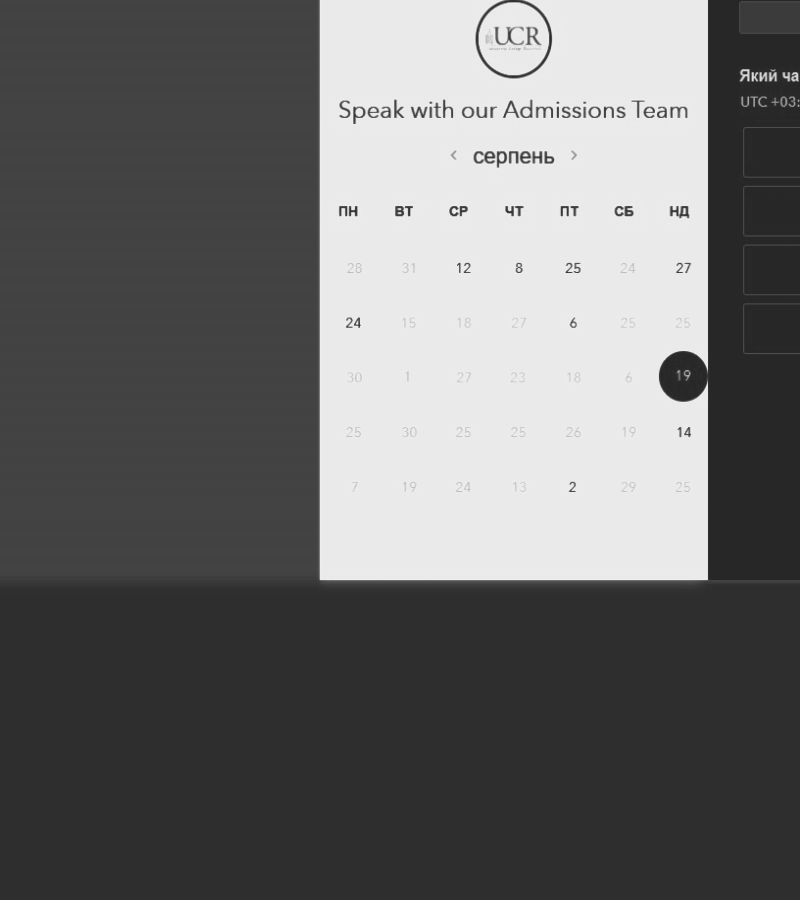 UCR
Speak with our Admissions Team
‹ серпень ›
ПН ВТ СР ЧТ ПТ СБ НД
28 31 12 8 25 24 27
24 15 18 27 6 25 25
30 1 27 23 18 6 19
25 30 25 25 26 19 14
7 19 24 13 2 29 25
Який ча
UTC +03: